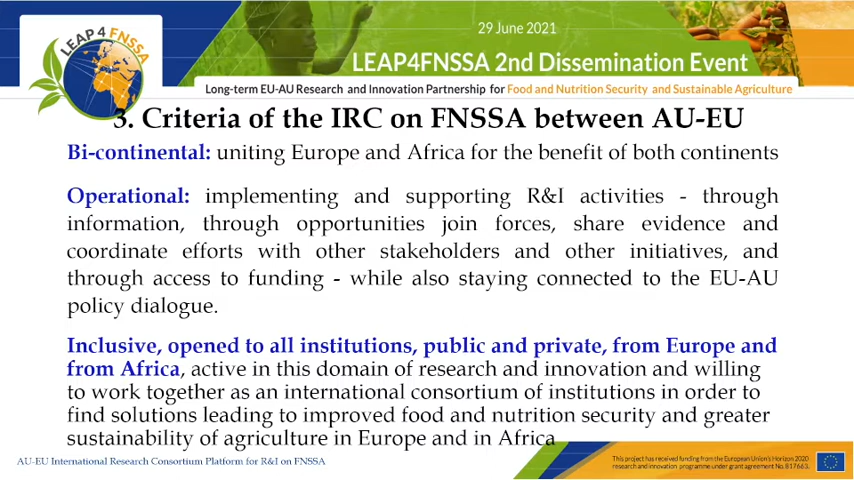 29 June 2021
LEAP4FNSSA 2nd Dissemination Event
LEAP4FNSSA
Long-term EU-AU Research and Innovation Partnership for Food and Nutrition Security and Sustainable Agriculture
3. Criteria of the IRC on FNSSA between AU-EU
Bi-continental: uniting Europe and Africa for the benefit of both continents
Operational: implementing and supporting R&I activities - through
information, through opportunities join forces, share evidence and
coordinate efforts with other stakeholders and other initiatives, and
through access to funding - while also staying connected to the EU-AU
policy dialogue.
Inclusive, opened to all institutions, public and private, from Europe and
from Africa, active in this domain of research and innovation and willing
to work together as an international consortium of institutions in order to
find solutions leading to improved food and nutrition security and greater
sustainability of agriculture in Europe and in Africa
AU-EU International Research Consortium Platform for R&I on FNSSA
This project has received funding from the European Union's Horizon 2020
research and innovation programme under grant agreement No. 817663.